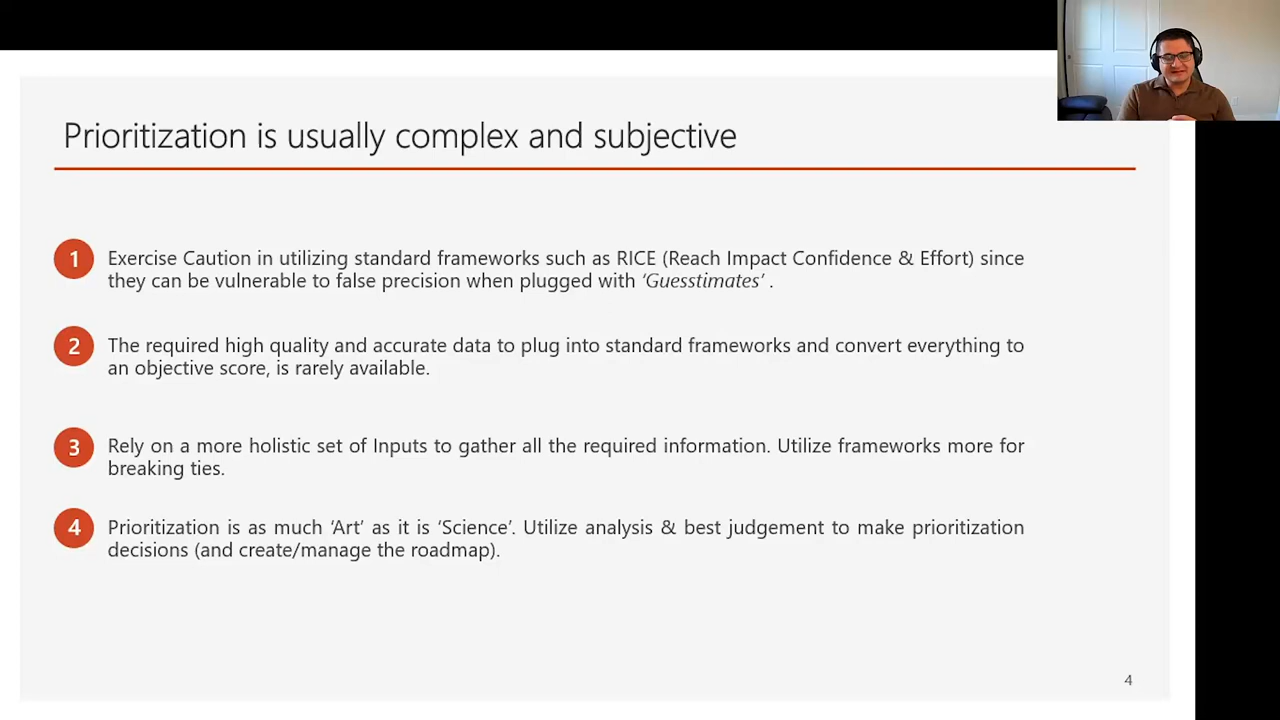 Prioritization is usually complex and subjective
1
Exercise Caution in utilizing standard frameworks such as RICE (Reach Impact Confidence & Effort) since
they can be vulnerable to false precision when plugged with ‘Guesstimates’ .
2
The required high quality and accurate data to plug into standard frameworks and convert everything to
an objective score, is rarely available.
3
Rely on a more holistic set of Inputs to gather all the required information. Utilize frameworks more for
breaking ties.
4
Prioritization is as much ‘Art’ as it is ‘Science’. Utilize analysis & best judgement to make prioritization
decisions (and create/manage the roadmap).
4